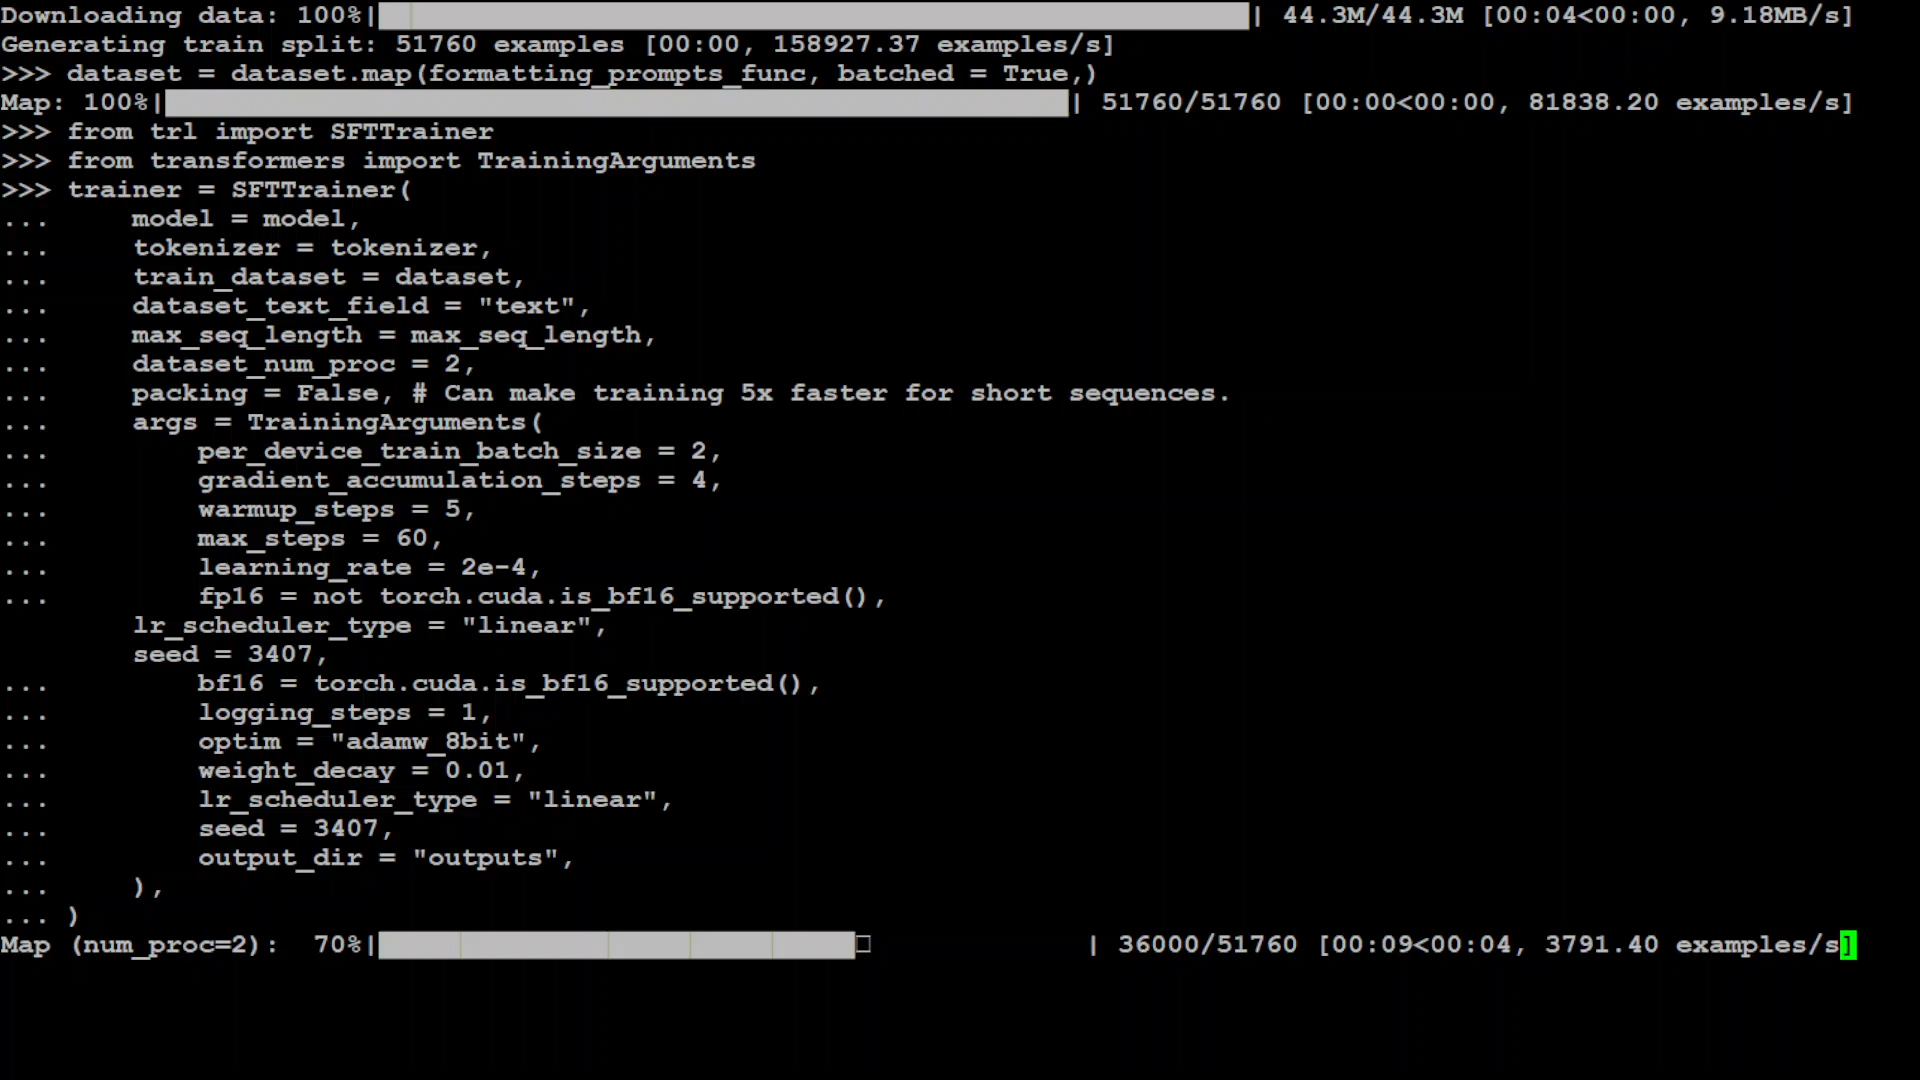 Downloading data: 100%| | 44.3M/44.3M [00:04<00:00, 9.18MB/s]
Generating train split: 51760 examples [00:00, 158927.37 examples/s]
>>> dataset = dataset.map(formatting_prompts_func, batched = True,)
Map: 100%| | 51760/51760 [00:00<00:00, 81838.20 examples/s]
>>> from trl import SFTTrainer
>>> from transformers import TrainingArguments
>>> trainer = SFTTrainer(
...     model = model,
...     tokenizer = tokenizer,
...     train_dataset = dataset,
...     dataset_text_field = "text",
...     max_seq_length = max_seq_length,
...     dataset_num_proc = 2,
...     packing = False, # Can make training 5x faster for short sequences.
...     args = TrainingArguments(
...         per_device_train_batch_size = 2,
...         gradient_accumulation_steps = 4,
...         warmup_steps = 5,
...         max_steps = 60,
...         learning_rate = 2e-4,
...         fp16 = not torch.cuda.is_bf16_supported(),
        lr_scheduler_type = "linear",
        seed = 3407,
...         bf16 = torch.cuda.is_bf16_supported(),
...         logging_steps = 1,
...         optim = "adamw_8bit",
...         weight_decay = 0.01,
...         lr_scheduler_type = "linear",
...         seed = 3407,
...         output_dir = "outputs",
...     ),
... )
Map (num_proc=2):  70%| | 36000/51760 [00:09<00:04, 3791.40 examples/s]